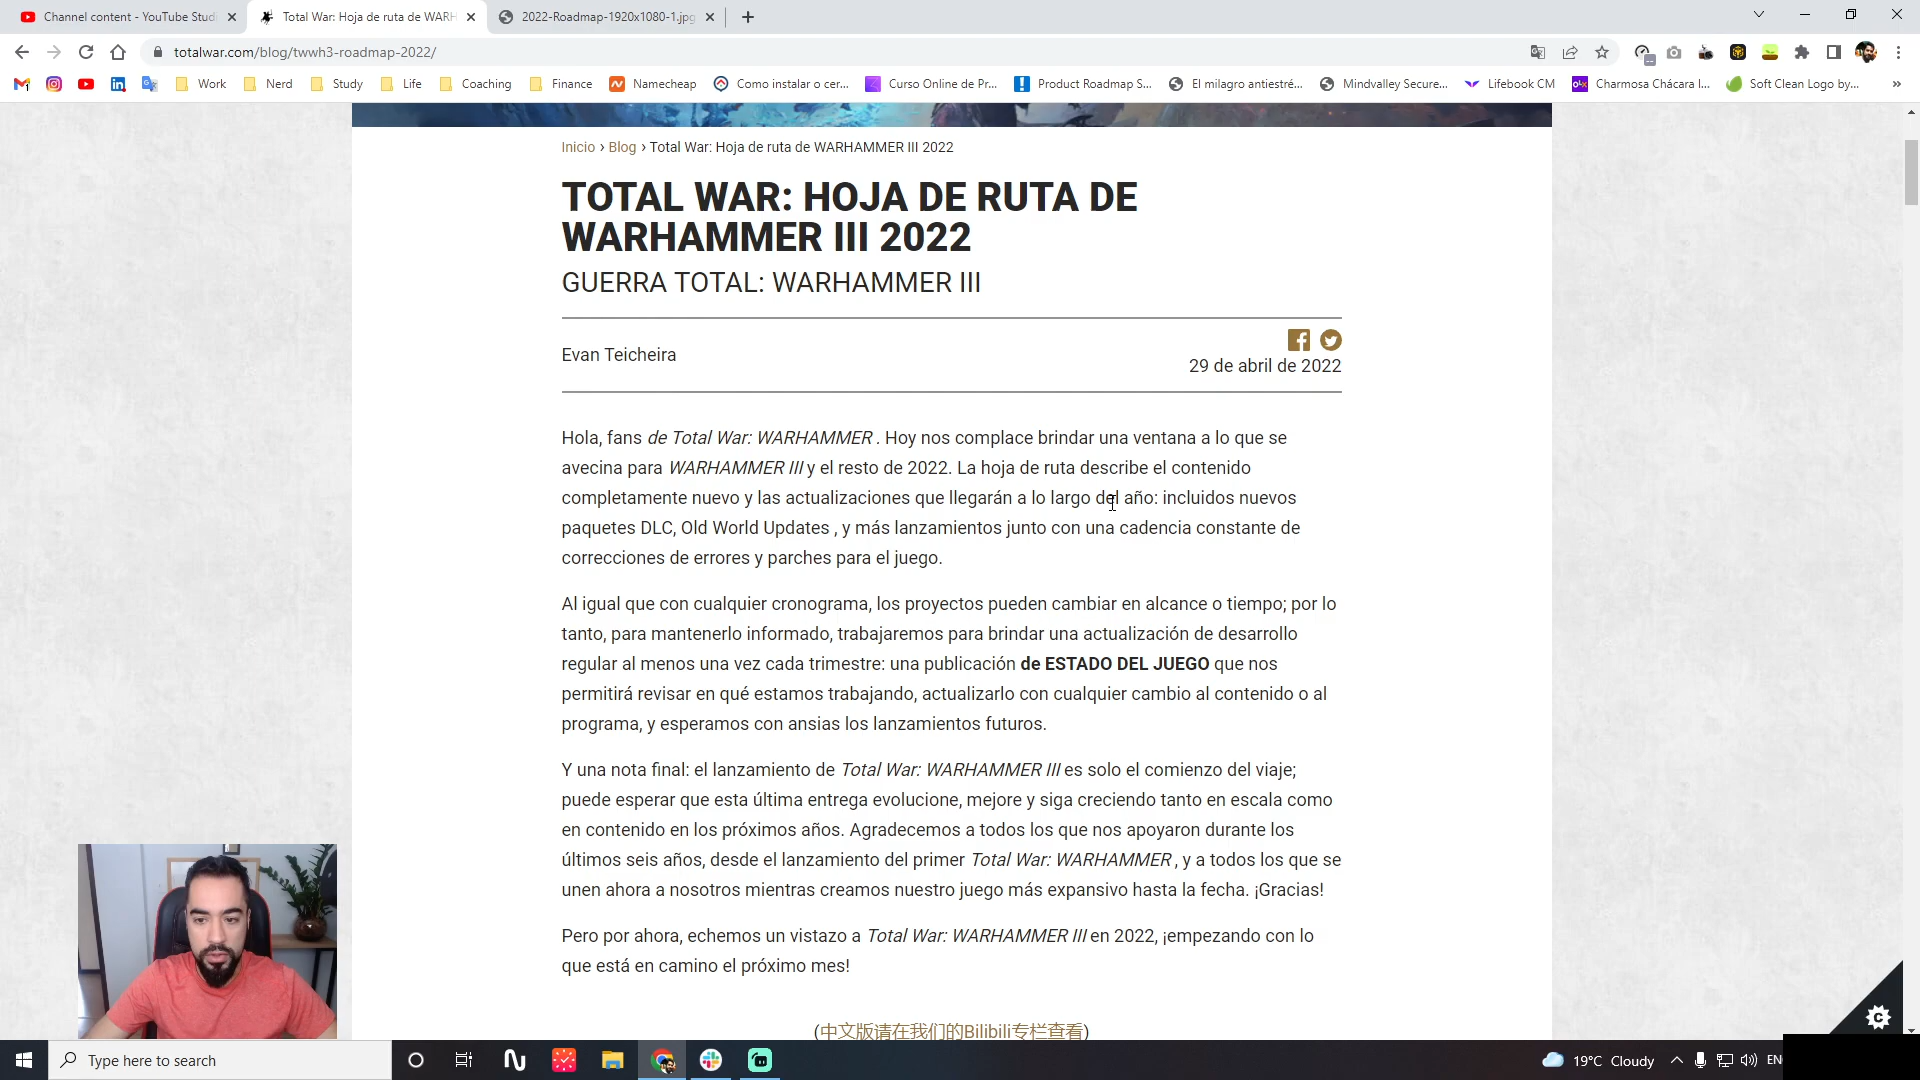 Channel content - YouTube Studi
Total War: Hoja de ruta de WARH
2022-Roadmap-1920x1080-1.jpg
totalwar.com/blog/twwh3-roadmap-2022/
Work
Nerd
Study
Life
Coaching
Finance
Namecheap
Como instalar o cer...
Curso Online de Pr...
Product Roadmap S...
El milagro antiestré...
Mindvalley Secure...
Lifebook CM
Charmosa Chácara I...
Soft Clean Logo by...
»
Inicio › Blog › Total War: Hoja de ruta de WARHAMMER III 2022
TOTAL WAR: HOJA DE RUTA DE
WARHAMMER III 2022
GUERRA TOTAL: WARHAMMER III
Evan Teicheira
29 de abril de 2022
Hola, fans de Total War: WARHAMMER . Hoy nos complace brindar una ventana a lo que se
avecina para WARHAMMER III y el resto de 2022. La hoja de ruta describe el contenido
completamente nuevo y las actualizaciones que llegarán a lo largo del año: incluidos nuevos
paquetes DLC, Old World Updates , y más lanzamientos junto con una cadencia constante de
correcciones de errores y parches para el juego.
Al igual que con cualquier cronograma, los proyectos pueden cambiar en alcance o tiempo; por lo
tanto, para mantenerlo informado, trabajaremos para brindar una actualización de desarrollo
regular al menos una vez cada trimestre: una publicación de ESTADO DEL JUEGO que nos
permitirá revisar en qué estamos trabajando, actualizarlo con cualquier cambio al contenido o al
programa, y esperamos con ansias los lanzamientos futuros.
Y una nota final: el lanzamiento de Total War: WARHAMMER III es solo el comienzo del viaje;
puede esperar que esta última entrega evolucione, mejore y siga creciendo tanto en escala como
en contenido en los próximos años. Agradecemos a todos los que nos apoyaron durante los
últimos seis años, desde el lanzamiento del primer Total War: WARHAMMER , y a todos los que se
unen ahora a nosotros mientras creamos nuestro juego más expansivo hasta la fecha. ¡Gracias!
Pero por ahora, echemos un vistazo a Total War: WARHAMMER III en 2022, ¡empezando con lo
que está en camino el próximo mes!
(中文版请在我们的Bilibili专栏查看)
Type here to search
19°C Cloudy
EN